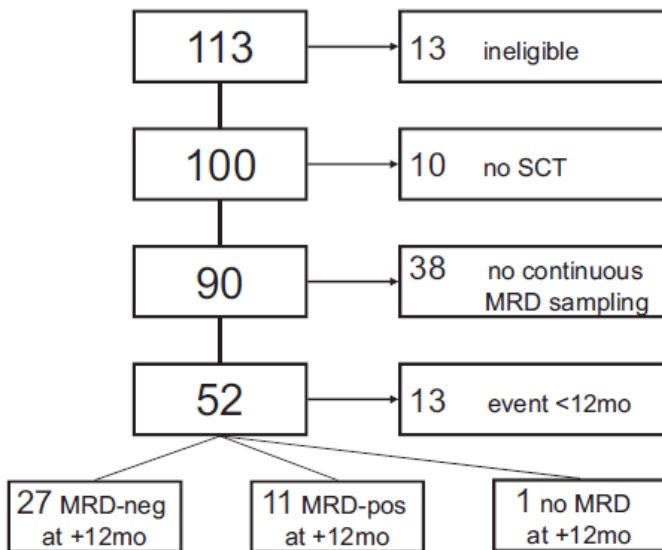 113
13 ineligible
100
10 no SCT
90
38 no continuous
MRD sampling
52
13 event <12mo
27 MRD-neg
at +12mo
11 MRD-pos
at +12mo
1 no MRD
at +12mo